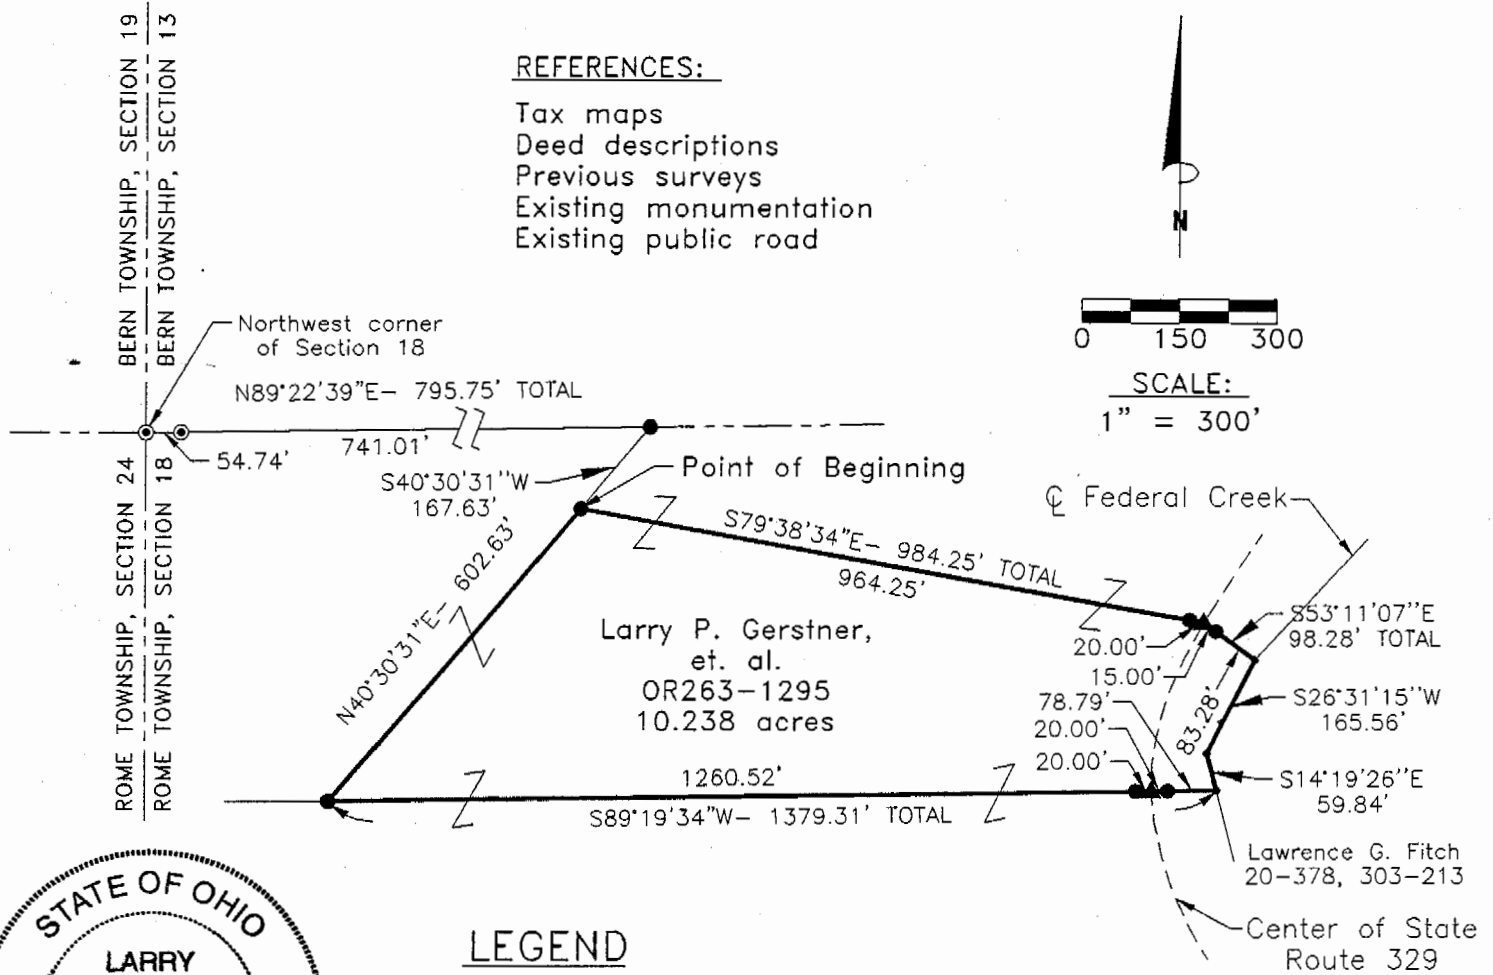 BERN TOWNSHIP, SECTION 19
BERN TOWNSHIP, SECTION 13
REFERENCES:
Tax maps
Deed descriptions
Previous surveys
Existing monumentation
Existing public road
N
0 150 300
SCALE:
1" = 300'
Northwest corner
of Section 18
N89°22'39"E– 795.75' TOTAL
741.01'
54.74'
S40°30'31"W
167.63'
Point of Beginning
℄ Federal Creek
ROME TOWNSHIP, SECTION 24
ROME TOWNSHIP, SECTION 18
N40°30'31"E– 602.63'
S79°38'34"E– 984.25' TOTAL
964.25'
Larry P. Gerstner,
et. al.
OR263–1295
10.238 acres
S53°11'07"E
98.28' TOTAL
20.00'
15.00'
83.28'
78.79'
20.00'
20.00'
S26°31'15"W
165.56'
S14°19'26"E
59.84'
1260.52'
S89°19'34"W– 1379.31' TOTAL
Lawrence G. Fitch
20–378, 303–213
Center of State
Route 329
STATE OF OHIO
LARRY
LEGEND